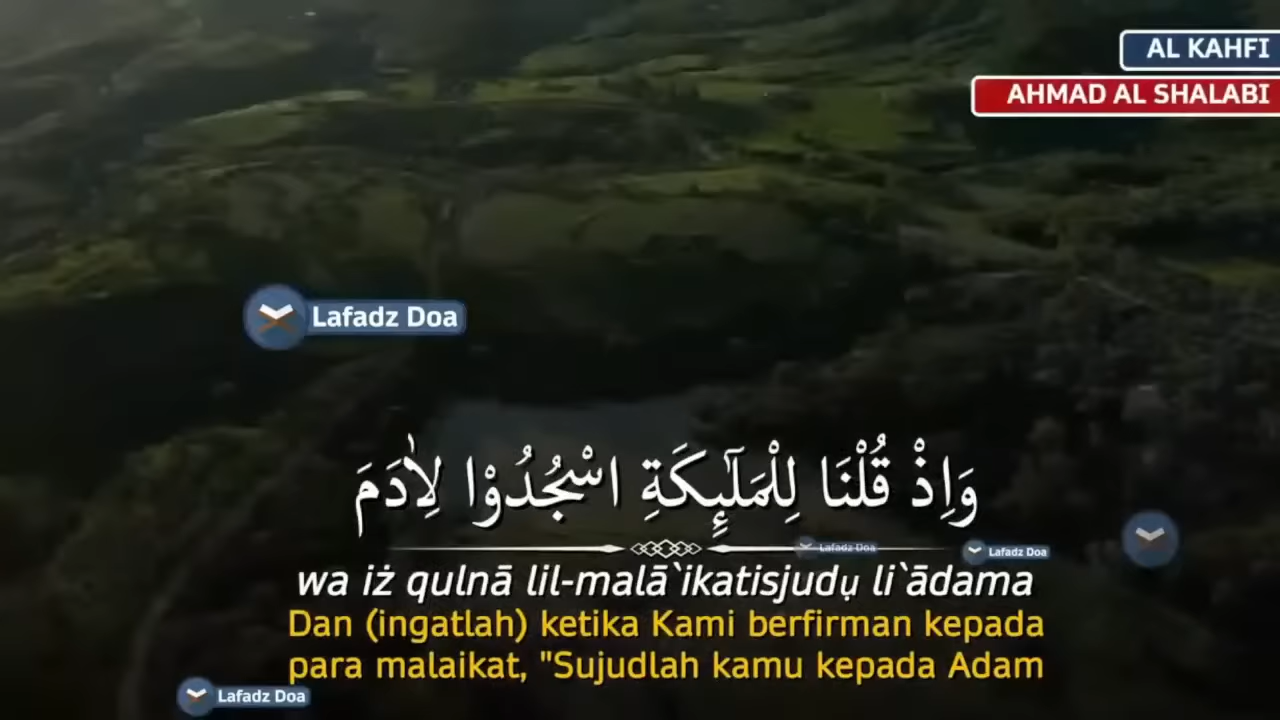 AL KAHFI
AHMAD AL SHALABI
Lafadz Doa
وَاِذْ قُلْنَا لِلْمَلٰۤىِٕكَةِ اسْجُدُوْا لِاٰدَمَ
Lafadz Doa
Lafadz Doa
wa iż qulnā lil-malā`ikatisjudụ li`ādama
Dan (ingatlah) ketika Kami berfirman kepada
para malaikat, "Sujudlah kamu kepada Adam
Lafadz Doa